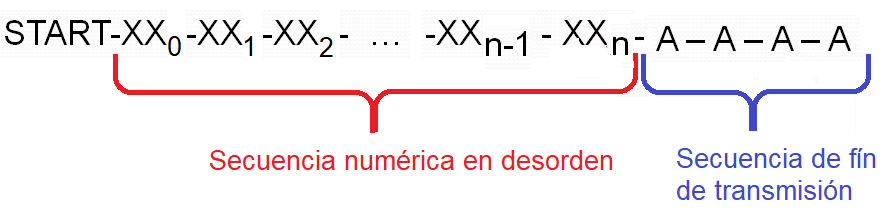 START-XX0-XX1-XX2- ... -XXn-1 - XXn- A – A – A – A
Secuencia numérica en desorden
Secuencia de fín
de transmisión